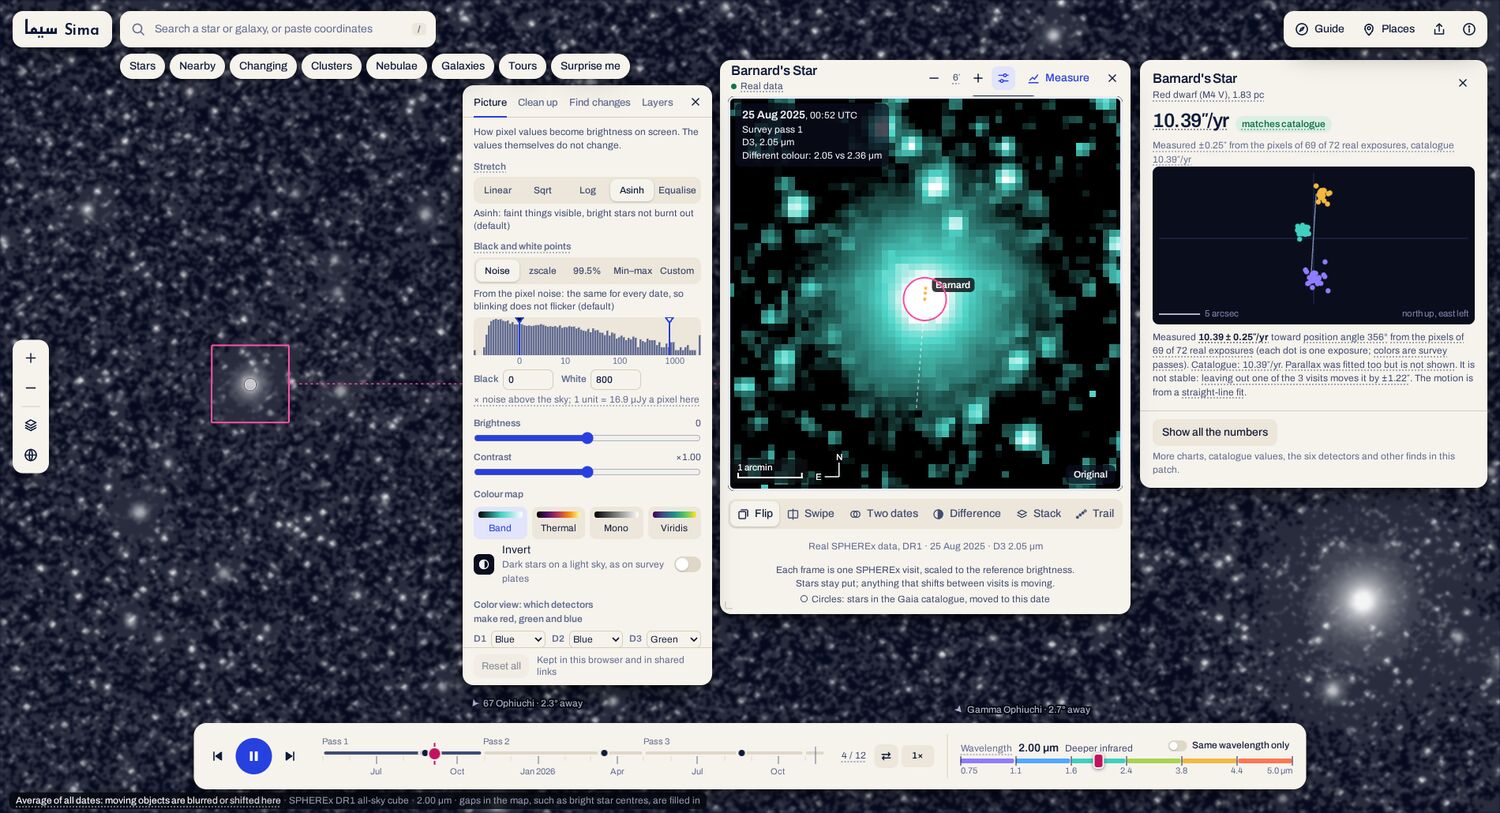 سيما Sima
Search a star or galaxy, or paste coordinates /
Guide
Places
Stars
Nearby
Changing
Clusters
Nebulae
Galaxies
Tours
Surprise me
Picture
Clean up
Find changes
Layers
How pixel values become brightness on screen. The
values themselves do not change.
Stretch
Linear
Sqrt
Log
Asinh
Equalise
Asinh: faint things visible, bright stars not burnt out
(default)
Black and white points
Noise
zscale
99.5%
Min–max
Custom
From the pixel noise: the same for every date, so
blinking does not flicker (default)
0 10 100 1000
Black 0 White 800
× noise above the sky; 1 unit = 16.9 µJy a pixel here
Brightness 0
Contrast ×1.00
Colour map
Band
Thermal
Mono
Viridis
Invert
Dark stars on a light sky, as on survey
plates
Color view: which detectors
make red, green and blue
D1 Blue D2 Blue D3 Green
Reset all
Kept in this browser and in shared
links
Barnard's Star
Real data
6′
Measure
25 Aug 2025, 00:52 UTC
Survey pass 1
D3, 2.05 µm
Different colour: 2.05 vs 2.36 µm
Barnard
1 arcmin
N
E
Original
Flip
Swipe
Two dates
Difference
Stack
Trail
Real SPHEREx data, DR1 · 25 Aug 2025 · D3 2.05 µm
Each frame is one SPHEREx visit, scaled to the reference brightness.
Stars stay put; anything that shifts between visits is moving.
Circles: stars in the Gaia catalogue, moved to this date
Barnard's Star
Red dwarf (M4 V), 1.83 pc
10.39″/yr matches catalogue
Measured ±0.25″ from the pixels of 69 of 72 real exposures, catalogue
10.39″/yr
5 arcsec
north up, east left
Measured 10.39 ± 0.25″/yr toward position angle 356° from the pixels of
69 of 72 real exposures (each dot is one exposure; colors are survey
passes). Catalogue: 10.39″/yr. Parallax was fitted too but is not shown. It is
not stable: leaving out one of the 3 visits moves it by ±1.22″. The motion is
from a straight-line fit.
Show all the numbers
More charts, catalogue values, the six detectors and other finds in this
patch.
67 Ophiuchi · 2.3° away
Gamma Ophiuchi · 2.7° away
Pass 1
Pass 2
Pass 3
Jul Oct Jan 2026 Apr Jul Oct
4 / 12
1×
Wavelength 2.00 µm Deeper infrared
Same wavelength only
0.75 1.1 1.6 2.4 3.8 4.4 5.0 µm
Average of all dates: moving objects are blurred or shifted here · SPHEREx DR1 all-sky cube · 2.00 µm · gaps in the map, such as bright star centres, are filled in